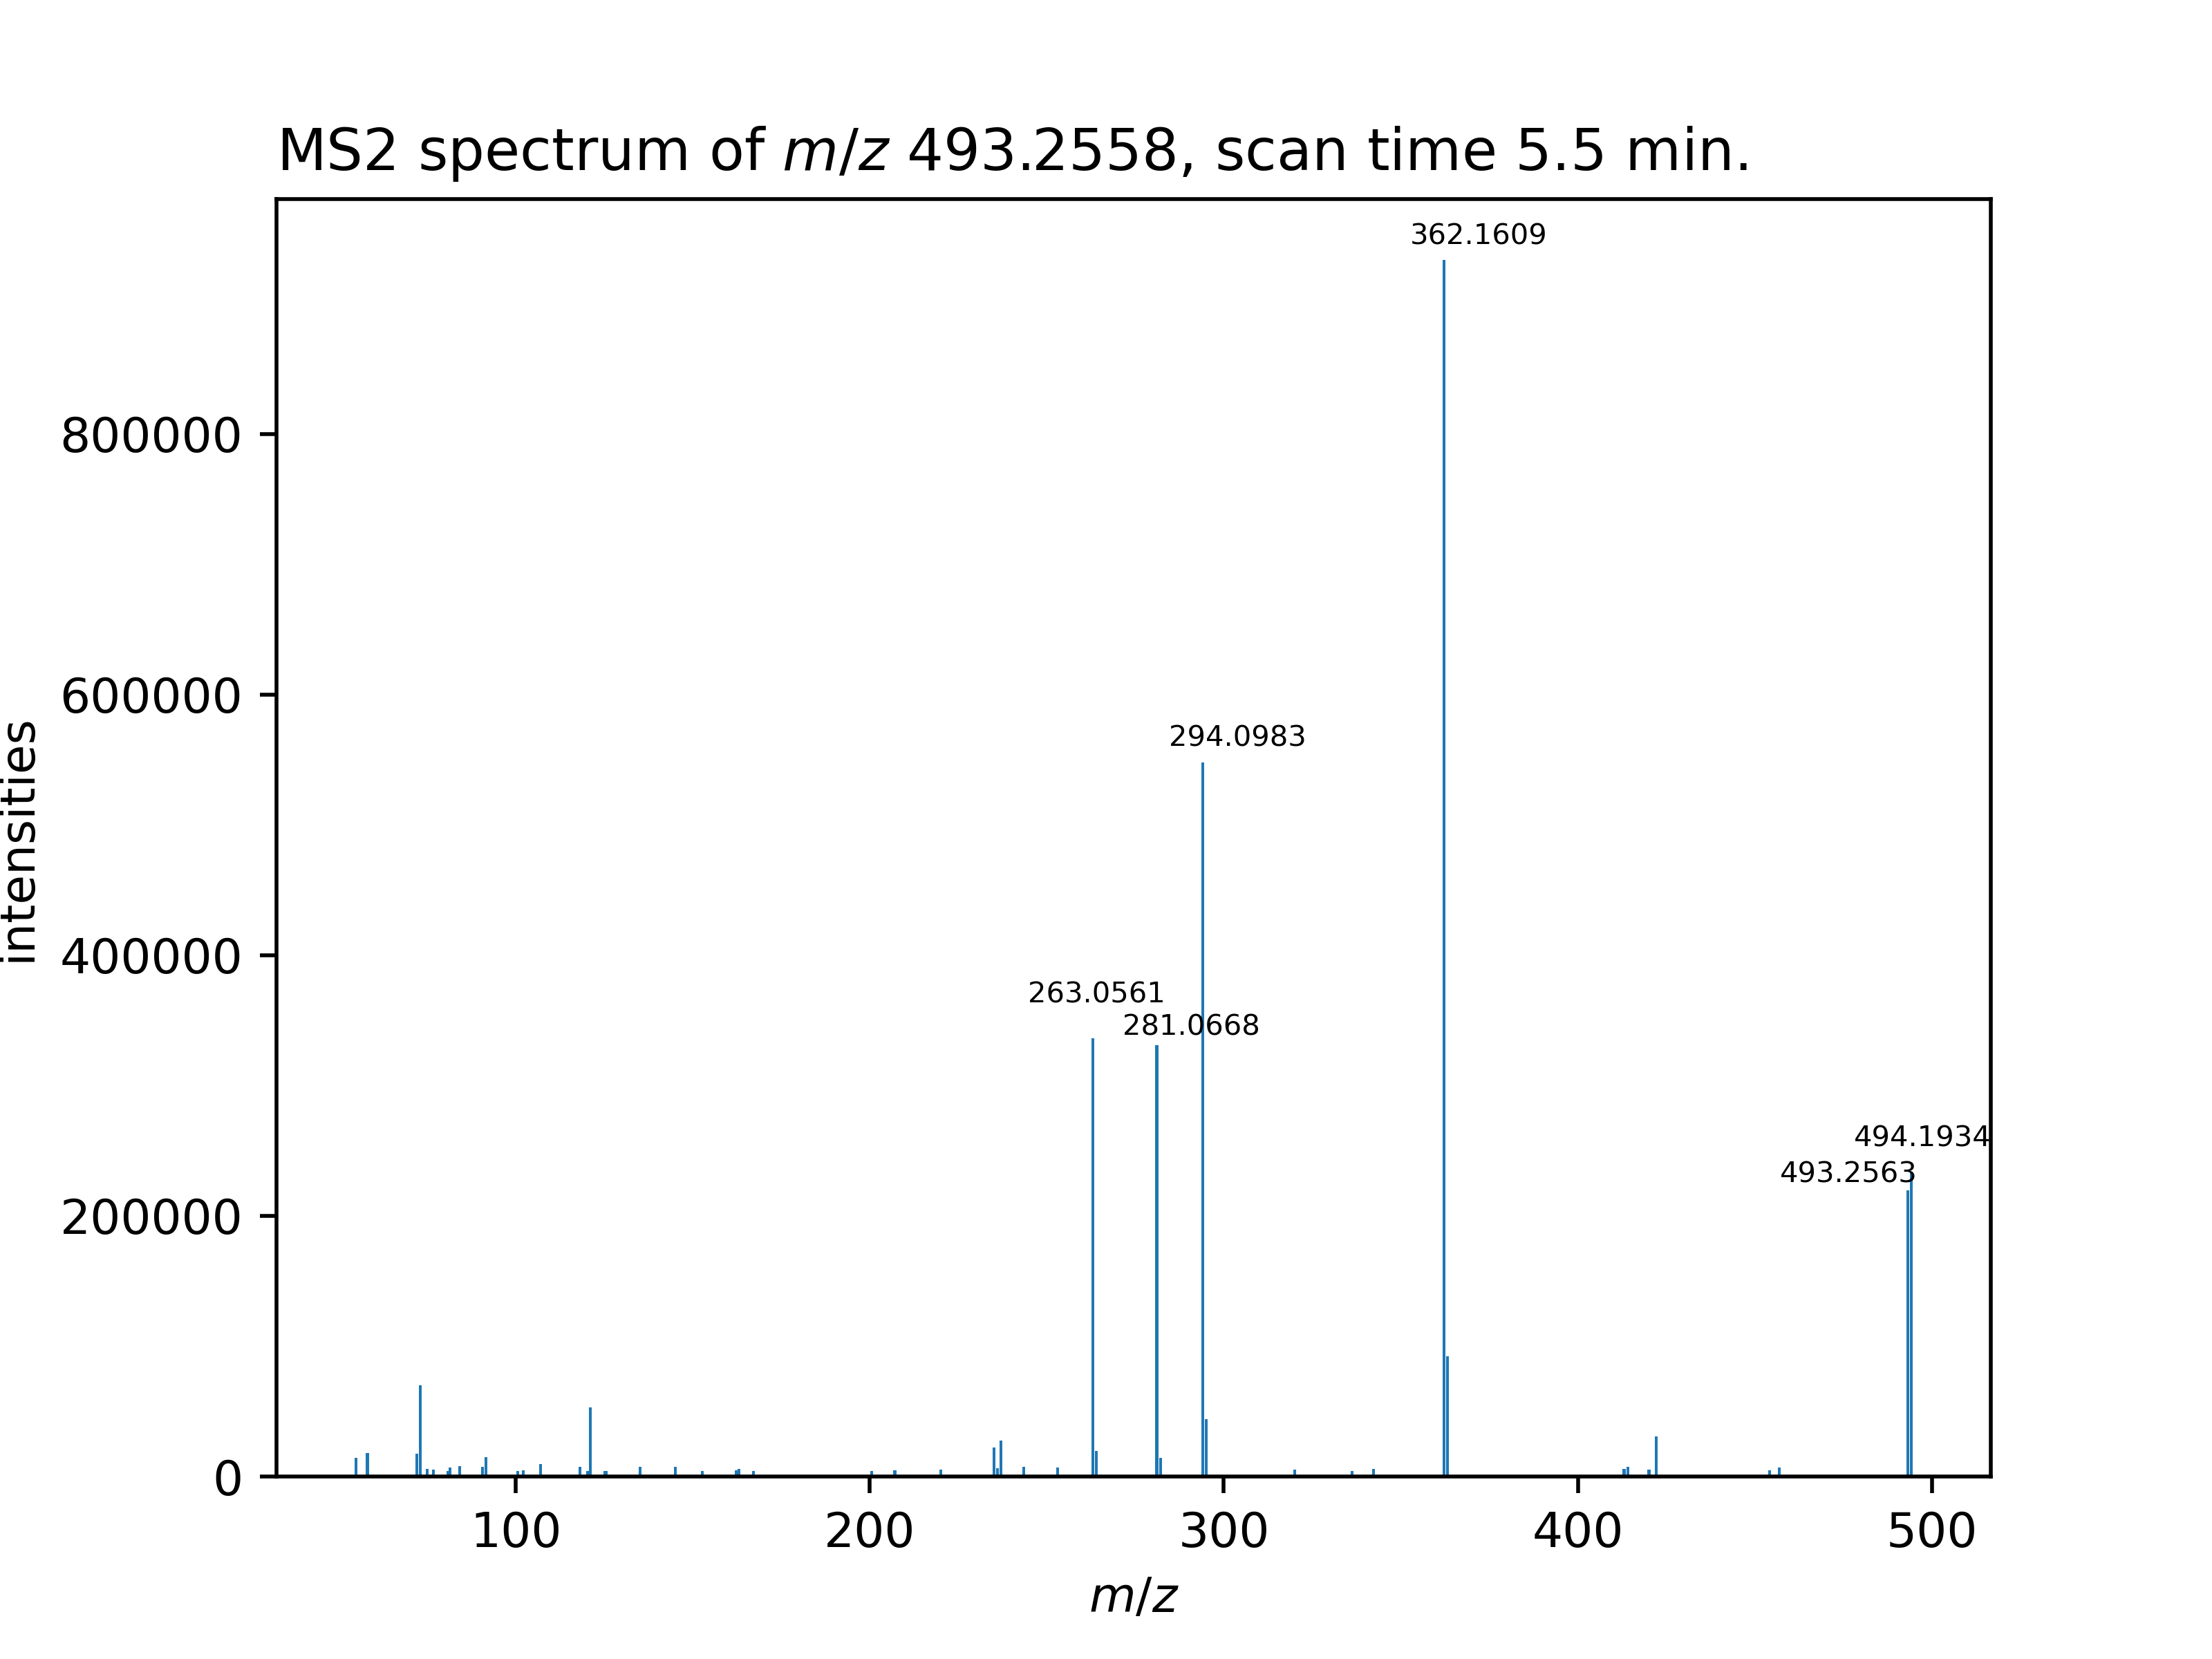 MS2 spectrum of m/z 493.2558, scan time 5.5 min.
362.1609
294.0983
263.0561
281.0668
494.1934
493.2563
800000
600000
400000
200000
0
intensities
100 200 300 400 500
m/z